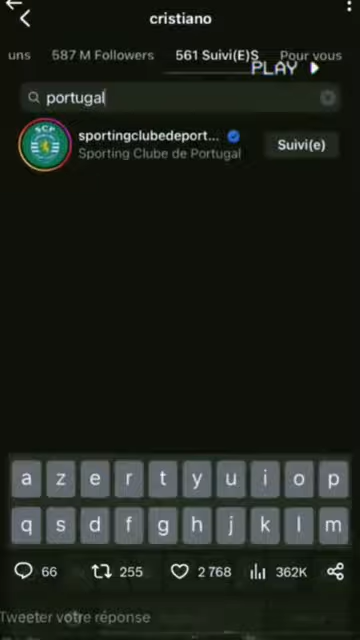 cristiano
uns 587 M Followers 561 Suivi(E)S Pour vous
PLAY
portugal
SCP
sportingclubedeport...
Sporting Clube de Portugal
Suivi(e)
a z e r t y u i o p
q s d f g h j k l m
66 255 2 768 362K
Tweeter votre réponse